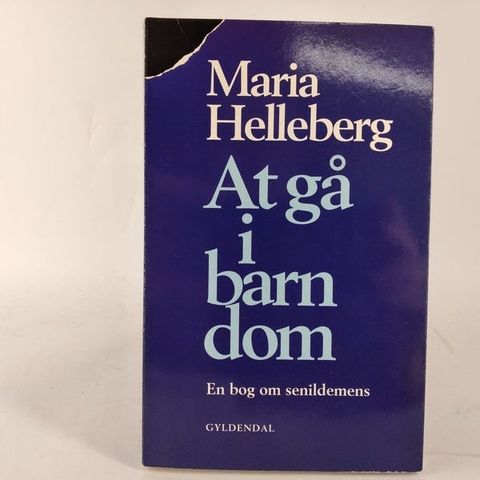 Maria
Helleberg
At gå
i
barn
dom
En bog om senildemens
GYLDENDAL